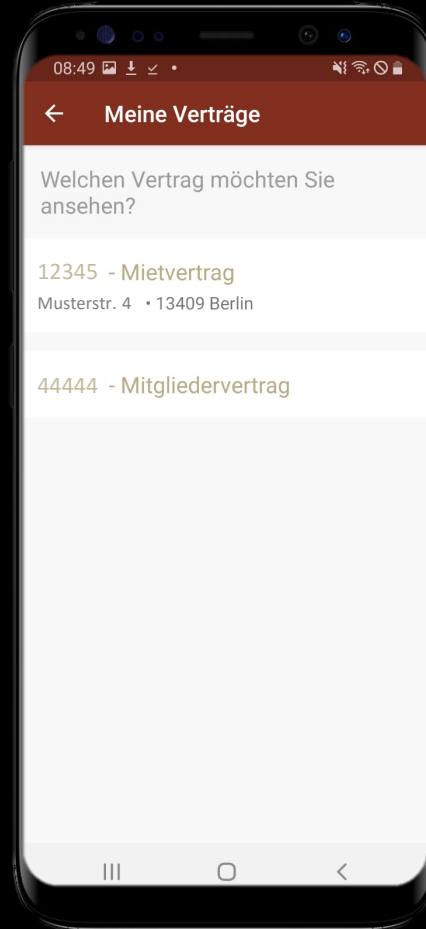 08:49
Meine Verträge
Welchen Vertrag möchten Sie
ansehen?
12345 - Mietvertrag
Musterstr. 4 • 13409 Berlin
44444 - Mitgliedervertrag